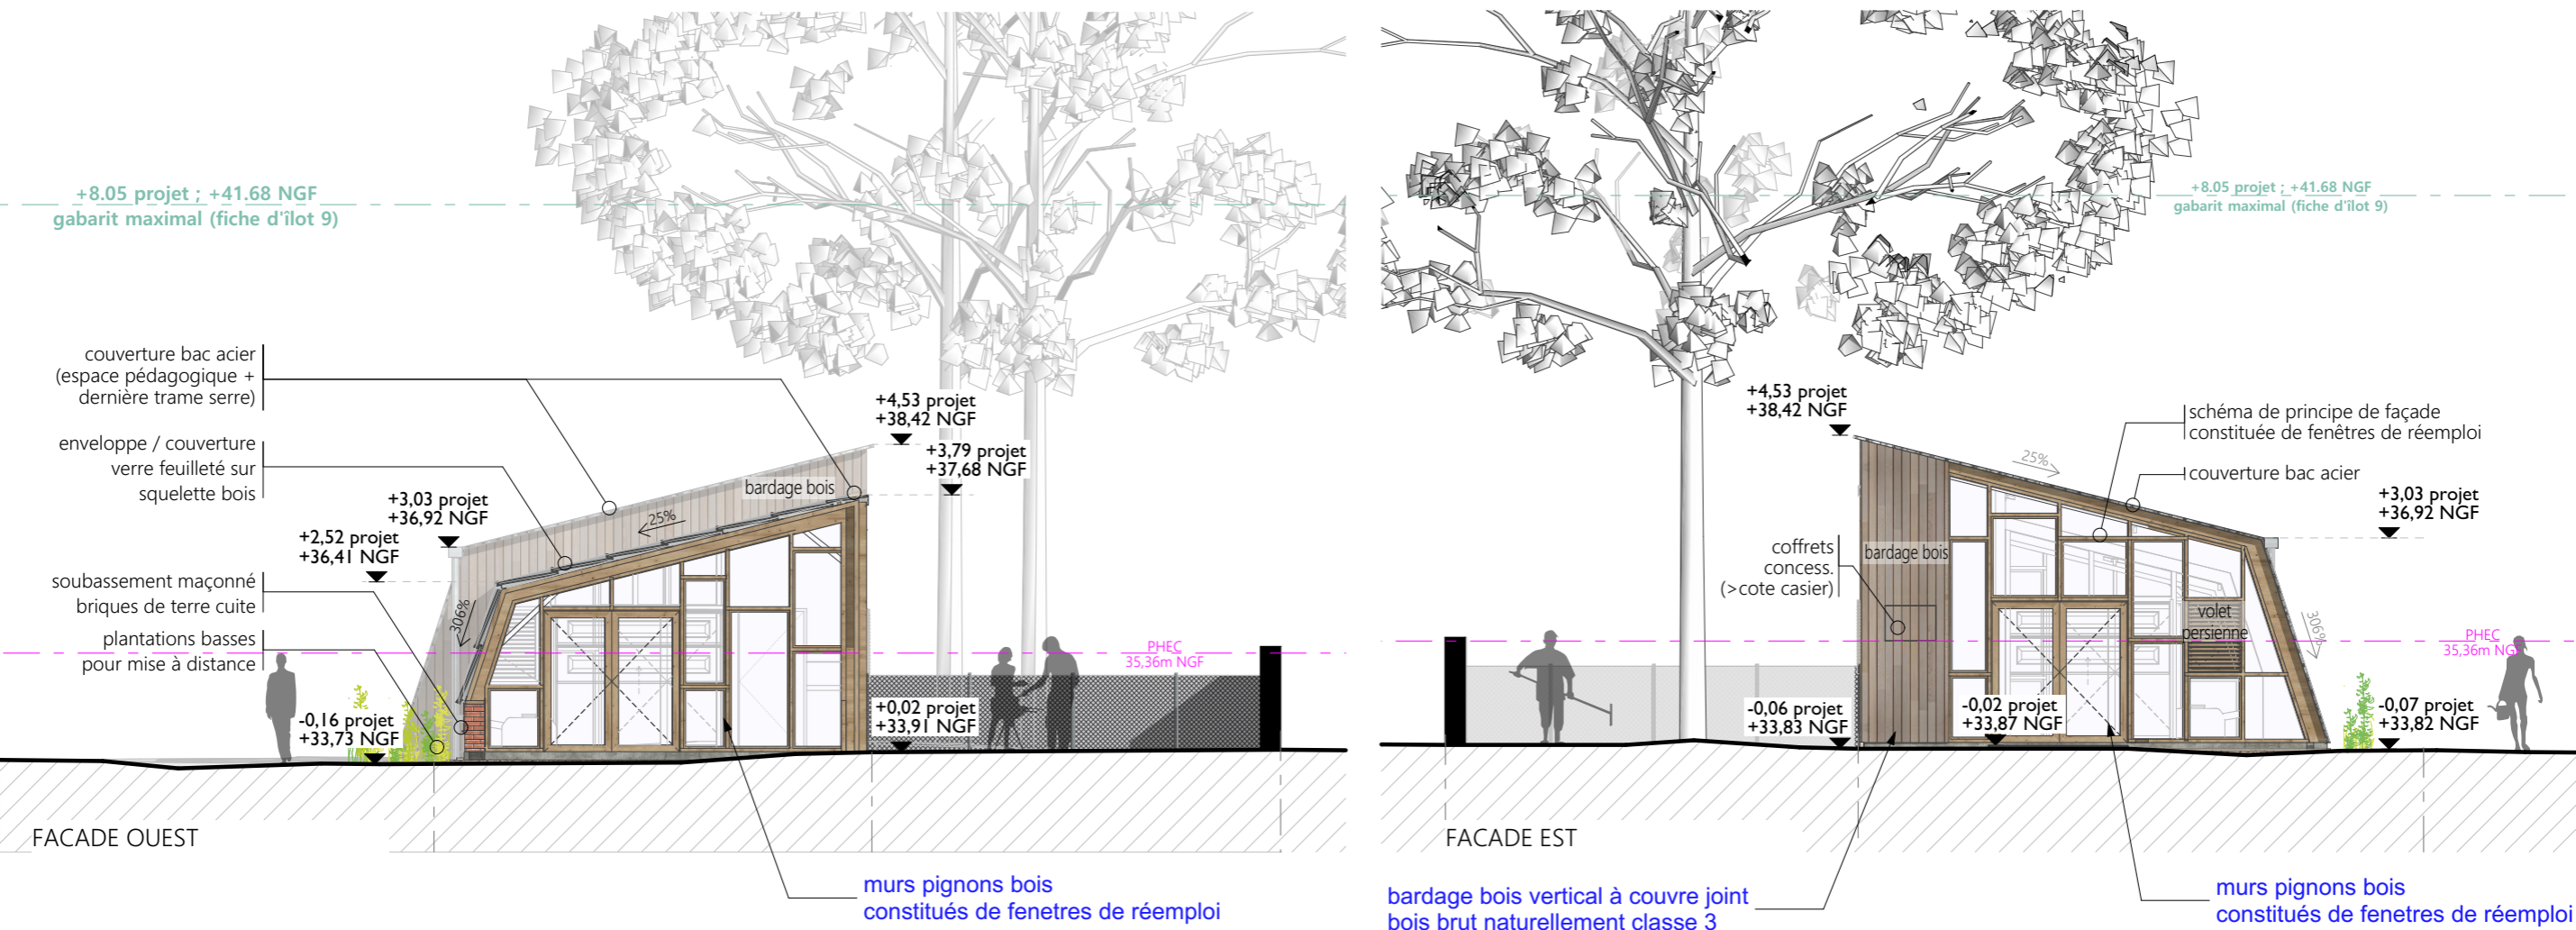 +8.05 projet ; +41.68 NGF
gabarit maximal (fiche d'îlot 9)
couverture bac acier
(espace pédagogique +
dernière trame serre)
enveloppe / couverture
verre feuilleté sur
squelette bois
soubassement maçonné
briques de terre cuite
plantations basses
pour mise à distance
+4,53 projet
+38,42 NGF
+3,79 projet
+37,68 NGF
bardage bois
25%
+3,03 projet
+36,92 NGF
+2,52 projet
+36,41 NGF
306%
PHEC
35,36m NGF
-0,16 projet
+33,73 NGF
+0,02 projet
+33,91 NGF
FACADE OUEST
murs pignons bois
constitués de fenetres de réemploi
+8.05 projet ; +41.68 NGF
gabarit maximal (fiche d'îlot 9)
+4,53 projet
+38,42 NGF
schéma de principe de façade
constituée de fenêtres de réemploi
25%
couverture bac acier
+3,03 projet
+36,92 NGF
coffrets
concess.
(>cote casier)
bardage bois
volet
persienne
306%
PHEC
35,36m NGF
-0,06 projet
+33,83 NGF
-0,02 projet
+33,87 NGF
-0,07 projet
+33,82 NGF
FACADE EST
bardage bois vertical à couvre joint
bois brut naturellement classe 3
murs pignons bois
constitués de fenetres de réemploi